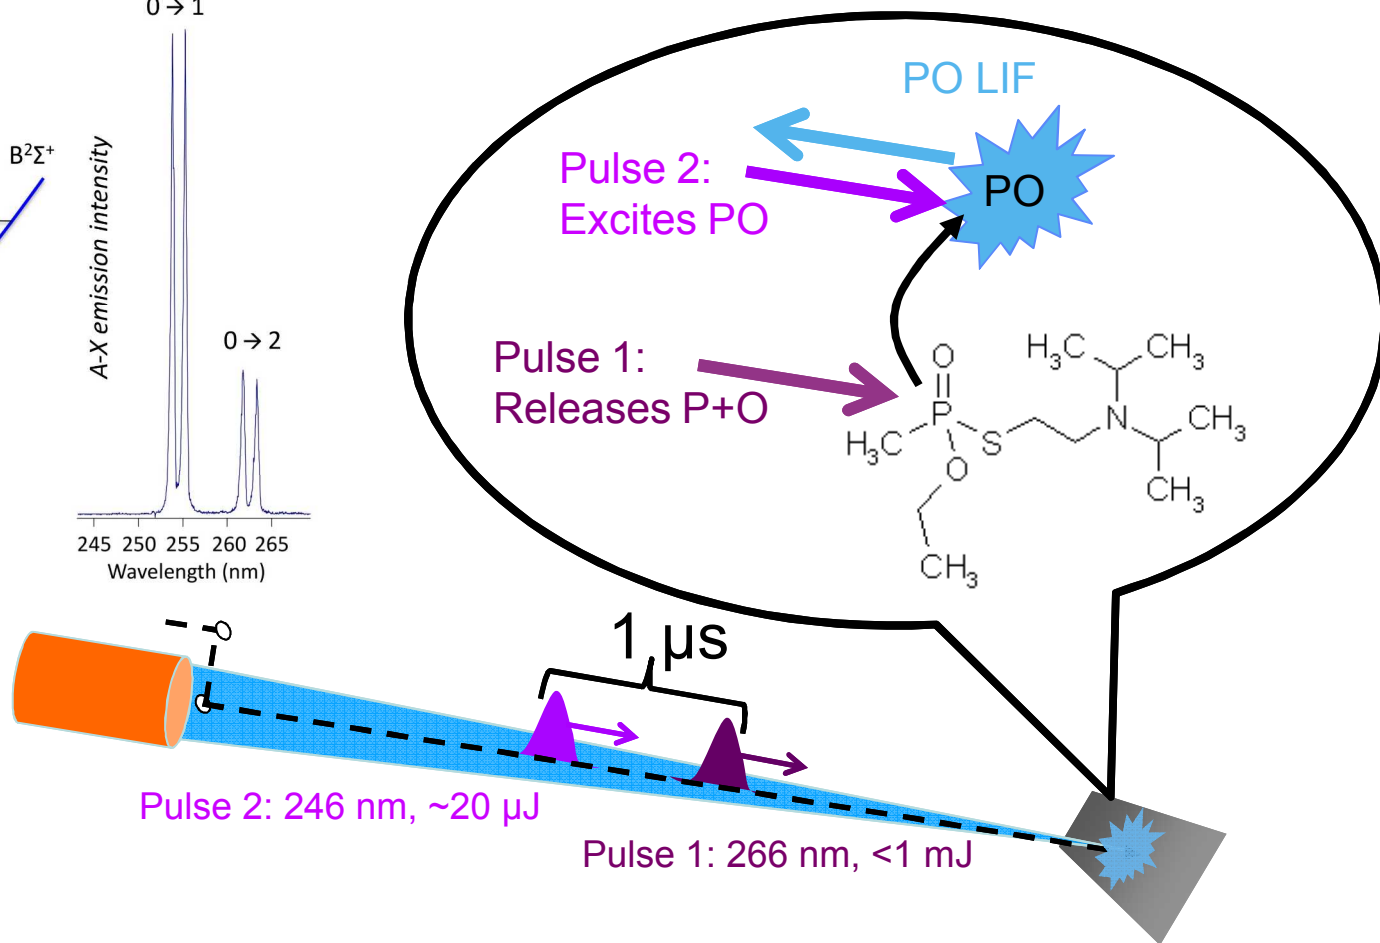 0 → 1
B²Σ⁺
A-X emission intensity
0 → 2
245 250 255 260 265
Wavelength (nm)
PO LIF
Pulse 2:
Excites PO
PO
Pulse 1:
Releases P+O
O
H₃C
CH₃
P
N
CH₃
H₃C
S
O
CH₃
CH₃
1 µs
Pulse 2: 246 nm, ~20 µJ
Pulse 1: 266 nm, <1 mJ